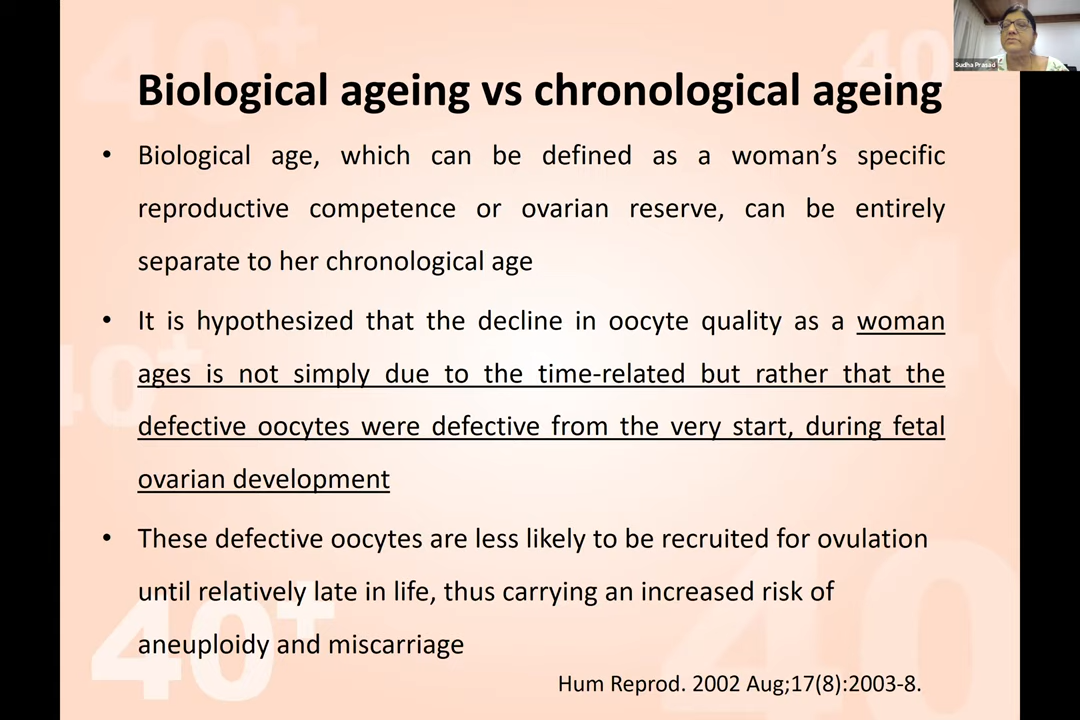 40+
40
Sudha Prasad
Biological ageing vs chronological ageing
• Biological age, which can be defined as a woman’s specific
reproductive competence or ovarian reserve, can be entirely
separate to her chronological age
• It is hypothesized that the decline in oocyte quality as a woman
ages is not simply due to the time-related but rather that the
defective oocytes were defective from the very start, during fetal
ovarian development
40+
• These defective oocytes are less likely to be recruited for ovulation
until relatively late in life, thus carrying an increased risk of
aneuploidy and miscarriage
40+
40
Hum Reprod. 2002 Aug;17(8):2003-8.